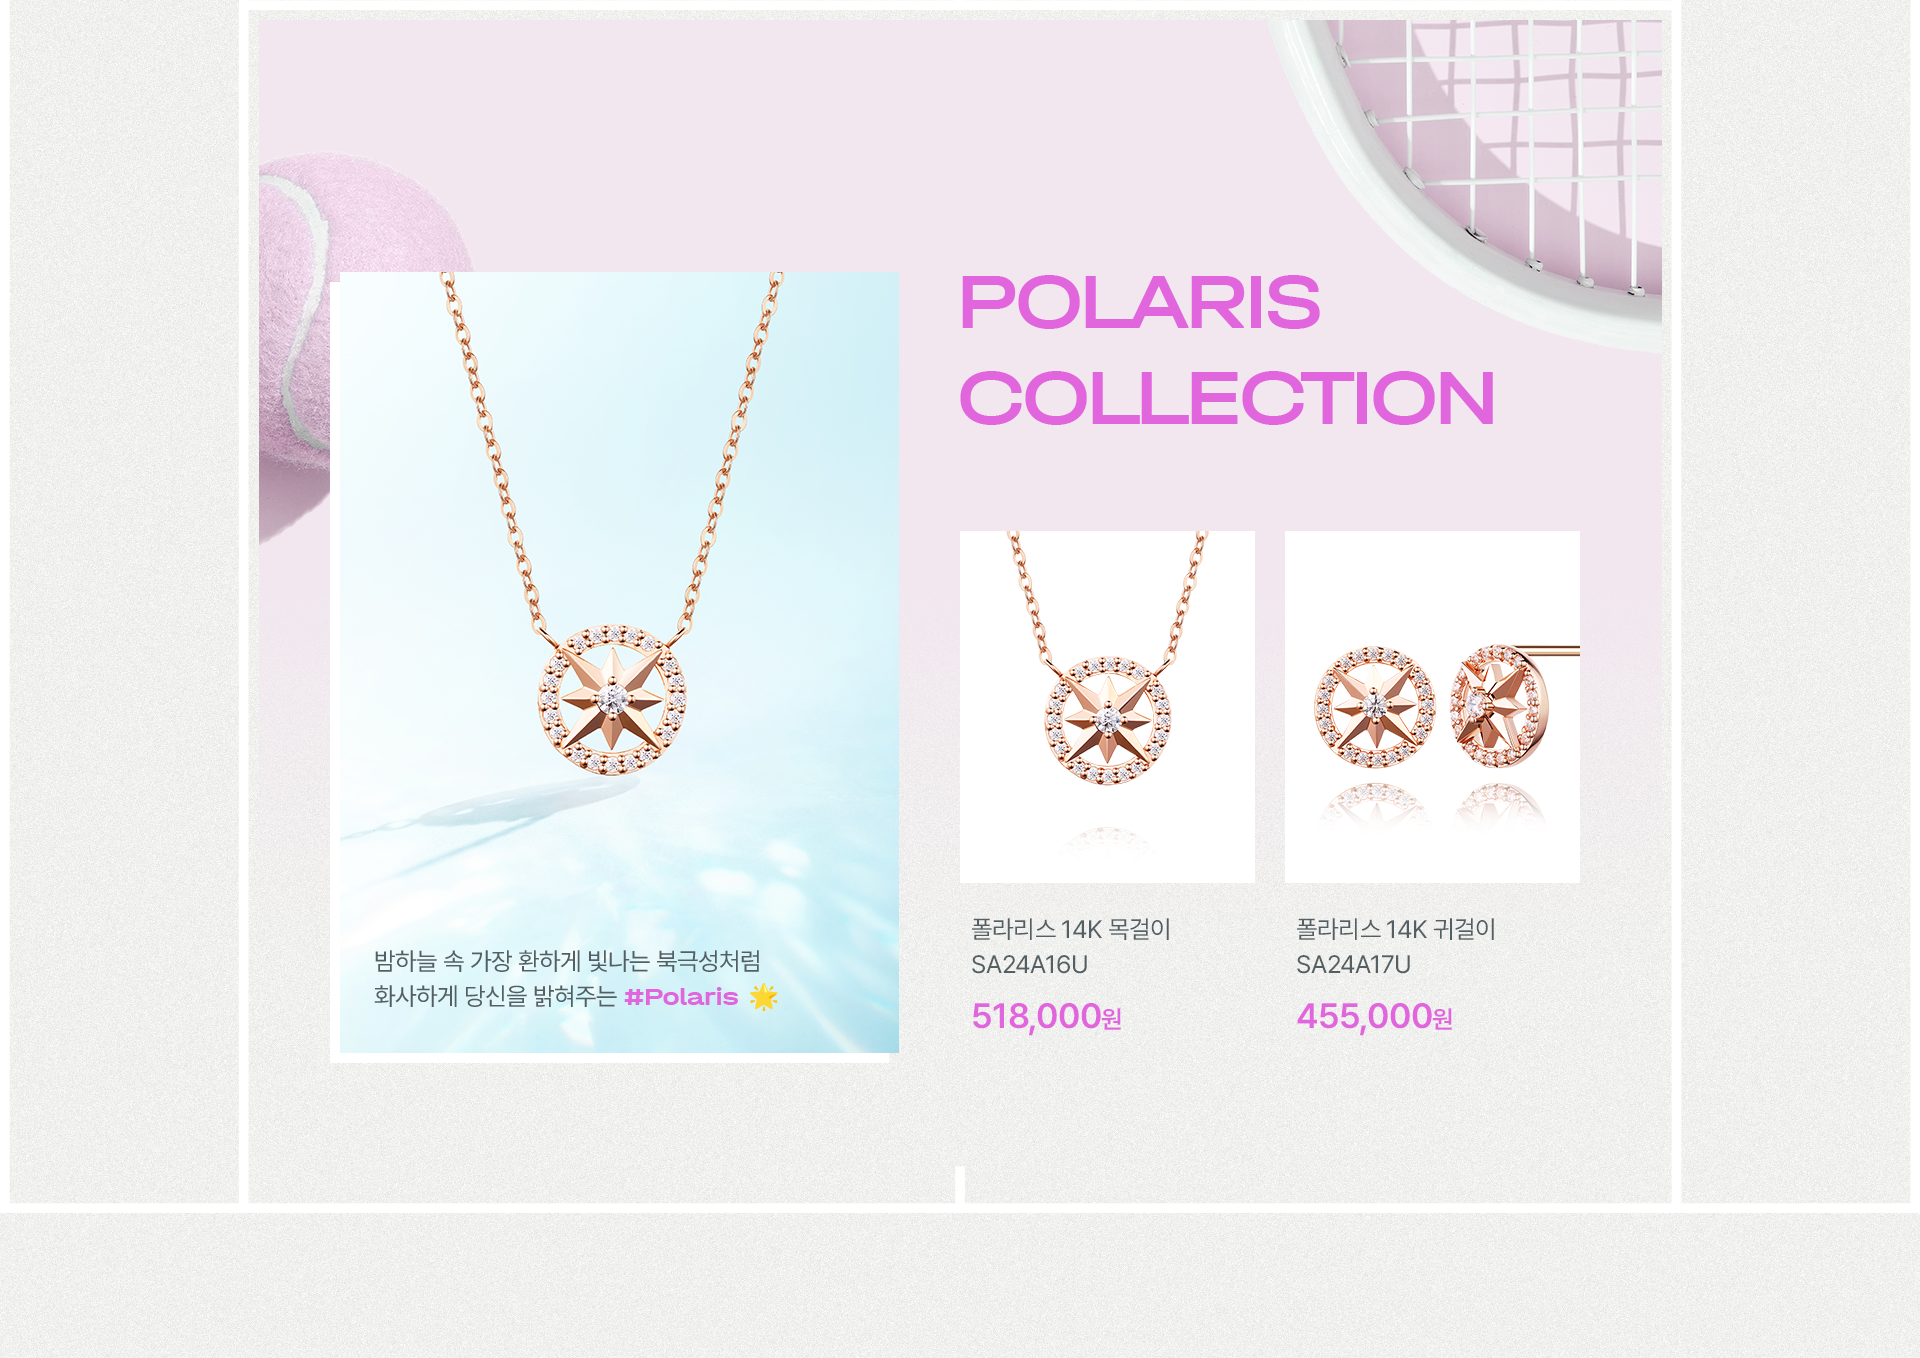 POLARIS
COLLECTION
밤하늘 속 가장 환하게 빛나는 북극성처럼
화사하게 당신을 밝혀주는 #Polaris 🌟
폴라리스 14K 목걸이
SA24A16U
518,000원
폴라리스 14K 귀걸이
SA24A17U
455,000원